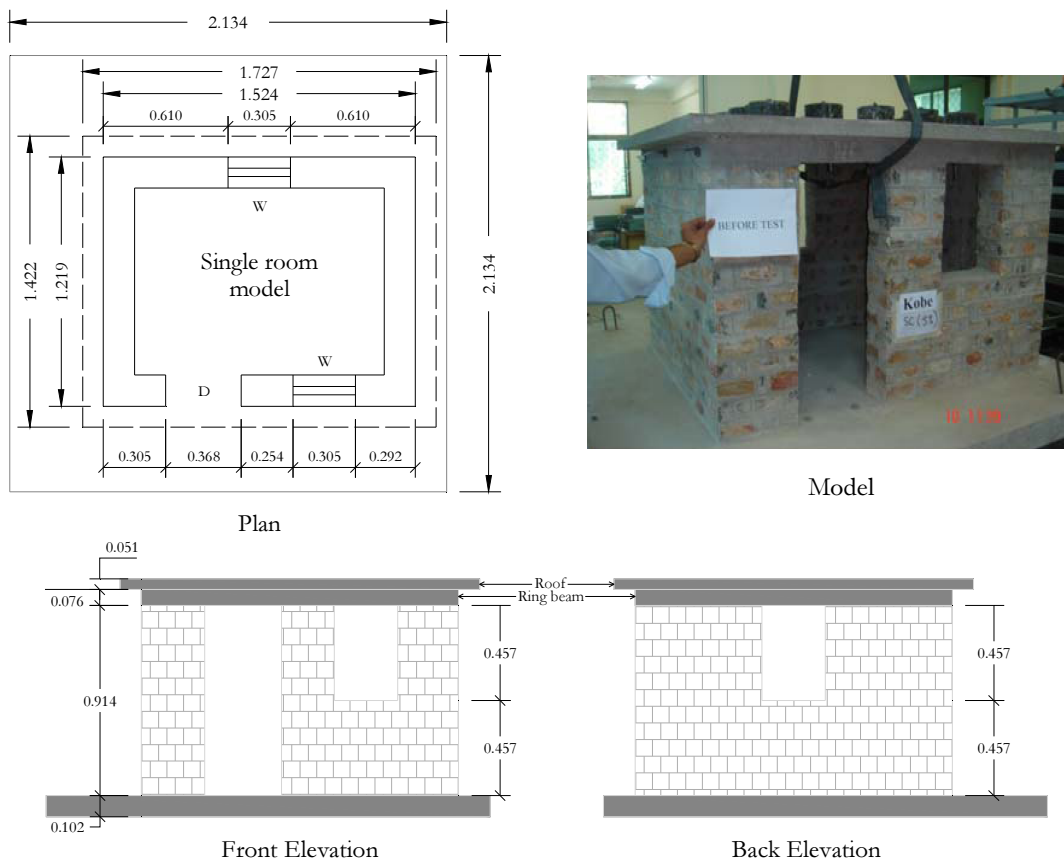 2.134
1.727
1.524
0.610 0.305 0.610
W
Single room
model
1.422
1.219
2.134
W
D
0.305 0.368 0.254 0.305 0.292
Plan
BEFORE TEST
Kobe
Model
0.051
0.076
0.914
0.102
Roof
Ring beam
0.457
0.457
0.457
0.457
Front Elevation
Back Elevation